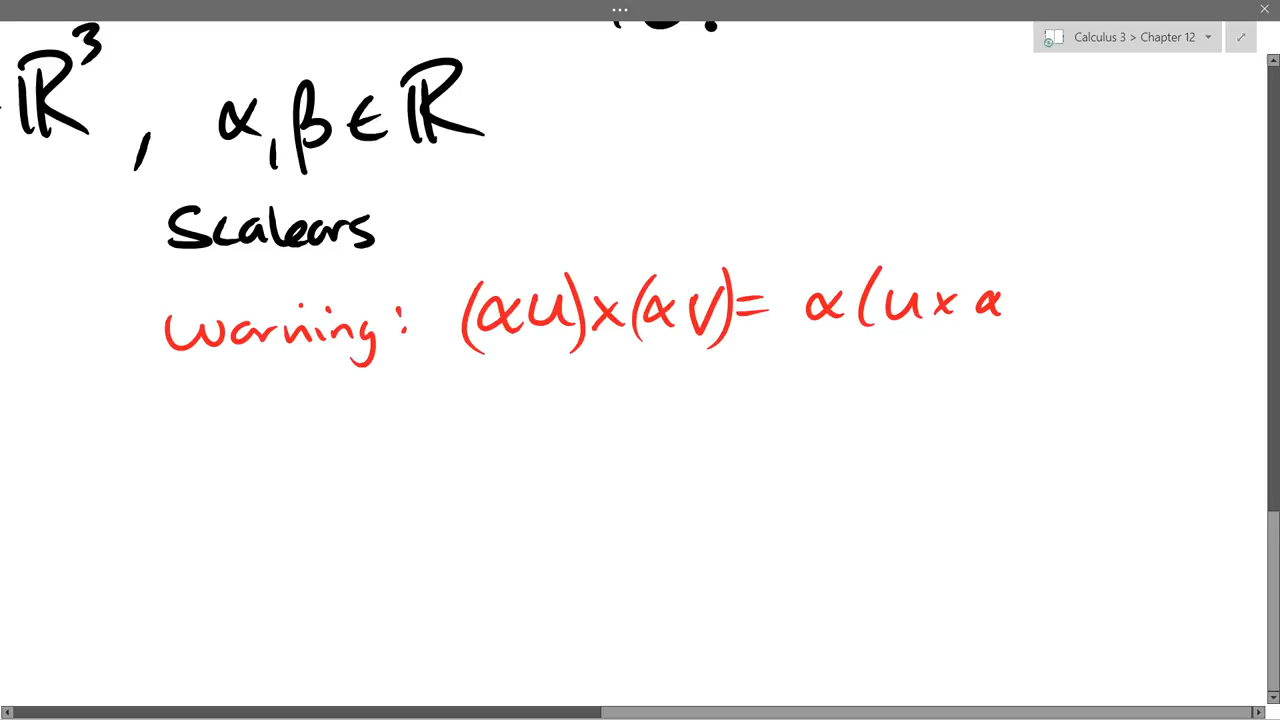 Calculus 3 > Chapter 12
ℝ³, α, β ∈ ℝ
Scalears
Warning: (αu)×(αv)= α(u×α